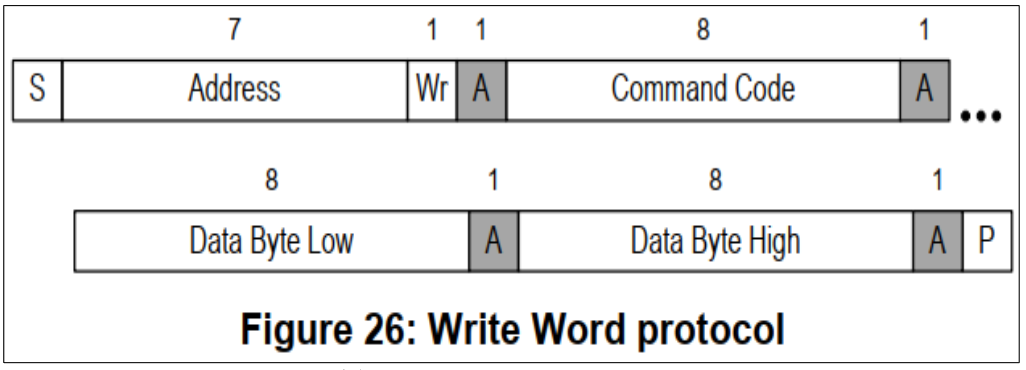 7 1 1 8 1
S Address Wr A Command Code A ...
8 1 8 1
Data Byte Low A Data Byte High A P
Figure 26: Write Word protocol